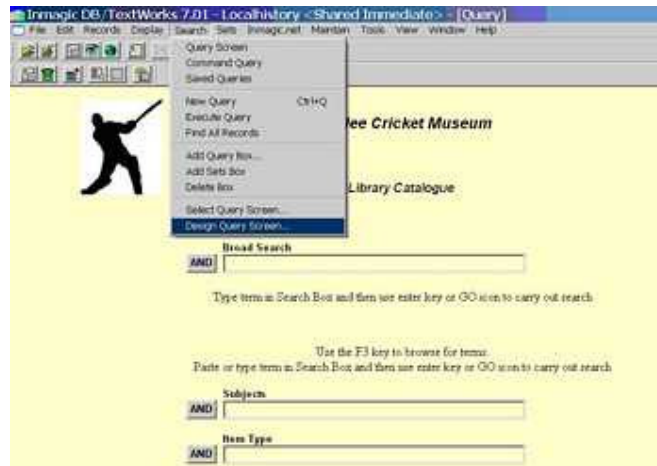 Inmagic DB/TextWorks 7.01 - Localhistory <Shared Immediate> - [Query]
File Edit Records Display Search Sets Inmagic.net Maintain Tools View Window Help
Query Screen
Command Query
Saved Queries
New Query Ctrl+Q
Execute Query
Find All Records
Add Query Box...
Add Sets Box
Delete Box
Select Query Screen...
Design Query Screen...
lee Cricket Museum
Library Catalogue
Broad Search
AND
Type term in Search Box and then use enter key or GO icon to carry out search
Use the F3 key to browse for terms.
Paste or type term in Search Box and then use enter key or GO icon to carry out search
Subjects
AND
Item Type
AND